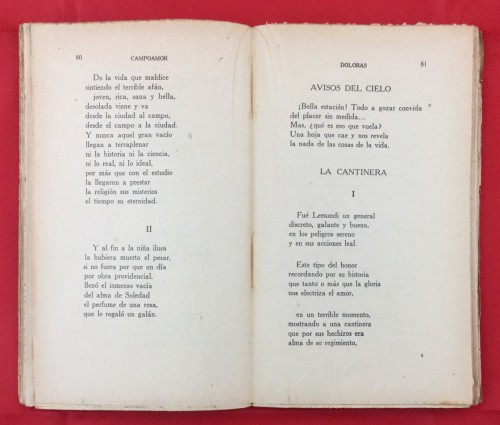 80 CAMPOAMOR
De la vida que maldice
sintiendo el terrible afán,
joven, rica, sana y bella,
desolada viene y va
desde la ciudad al campo,
desde el campo a la ciudad.
Y nunca aquel gran vacío
llegan a terraplenar
ni la historia ni la ciencia,
ni lo real, ni lo ideal,
por más que con el estudio
la llegaron a prestar
la religión sus misterios
el tiempo su eternidad.
II
Y al fin a la niña ilusa
la hubiera muerto el pesar,
si no fuera por que un día
por obra providencial,
llenó el inmenso vacía
del alma de Soledad
el perfume de una rosa,
que le regaló un galán.
DOLORAS 81
AVISOS DEL CIELO
¡Bella estación! Todo a gozar convida
del placer sin medida...
Mas, ¿qué es eso que vuela?
Una hoja que cae y nos revela
la nada de las cosas de la vida.
LA CANTINERA
I
Fué Lersundi un general
discreto, galante y bueno,
en los peligros sereno
y en sus acciones leal.
Este tipo del honor
recordando por su historia
que tanto o más que la gloria
nos electriza el amor,
en un terrible momento,
mostrando a una cantinera
que por sus hechizos era
alma de su regimiento,